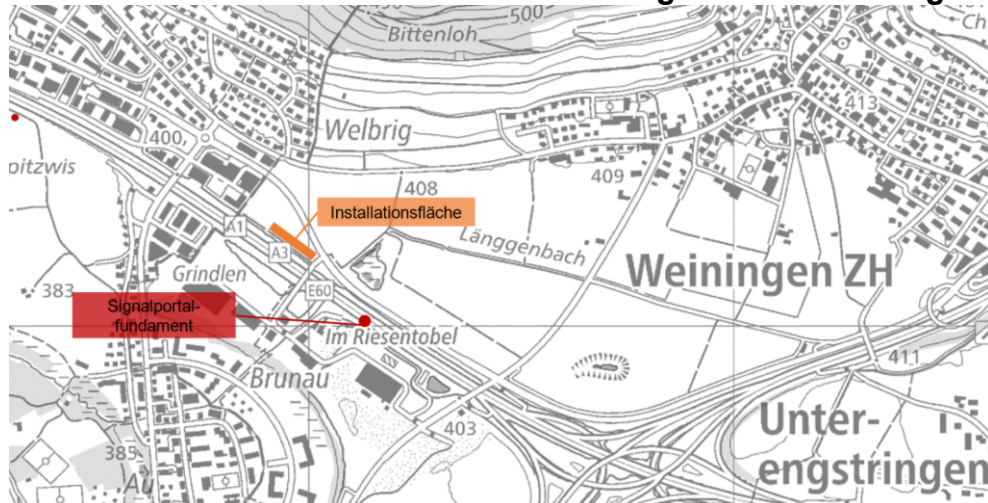 500
Bittenloh
Welbrig
400
413
408
409
Installationsfläche
A1
A3
Länggenbach
Weiningen ZH
Grindlen
E60
383
Signalportal-
fundament
Im Riesentobel
411
Brunau
403
Unter-
engstringen
385
Au